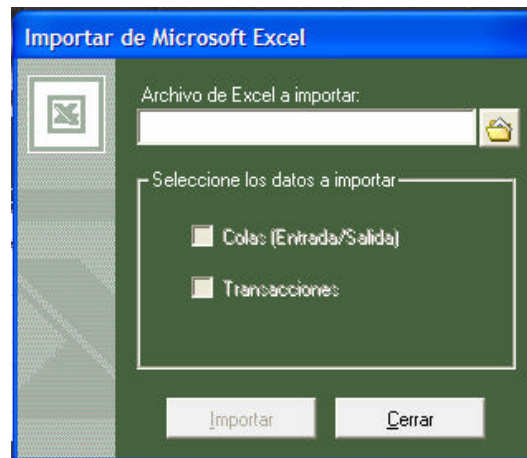 Importar de Microsoft Excel
Archivo de Excel a importar:
Seleccione los datos a importar
Colas (Entrada/Salida)
Transacciones
Importar
Cerrar